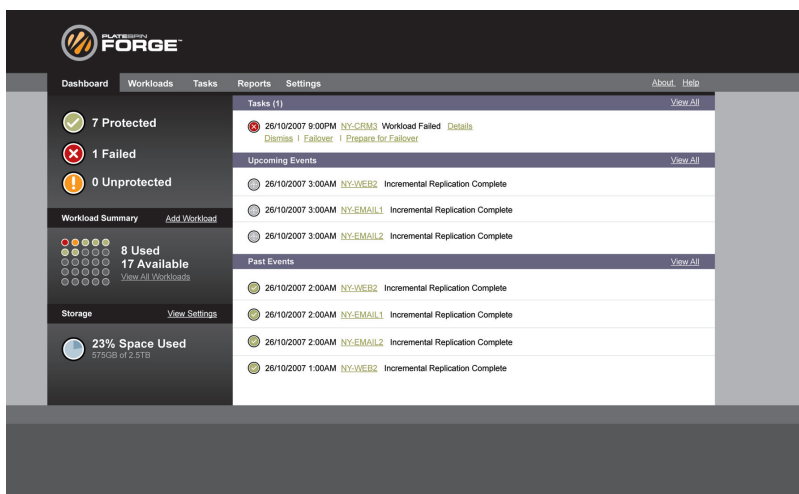 PLATESPIN
FORGE™
Dashboard Workloads Tasks Reports Settings About Help
7 Protected
1 Failed
0 Unprotected
Workload Summary Add Workload
8 Used
17 Available
View All Workloads
Storage View Settings
23% Space Used
575GB of 2.5TB
Tasks (1) View All
26/10/2007 9:00PM NY-CRM3 Workload Failed Details
Dismiss | Failover | Prepare for Failover
Upcoming Events View All
26/10/2007 3:00AM NY-WEB2 Incremental Replication Complete
26/10/2007 3:00AM NY-EMAIL1 Incremental Replication Complete
26/10/2007 3:00AM NY-EMAIL2 Incremental Replication Complete
Past Events View All
26/10/2007 2:00AM NY-WEB2 Incremental Replication Complete
26/10/2007 2:00AM NY-EMAIL1 Incremental Replication Complete
26/10/2007 2:00AM NY-EMAIL2 Incremental Replication Complete
26/10/2007 1:00AM NY-WEB2 Incremental Replication Complete